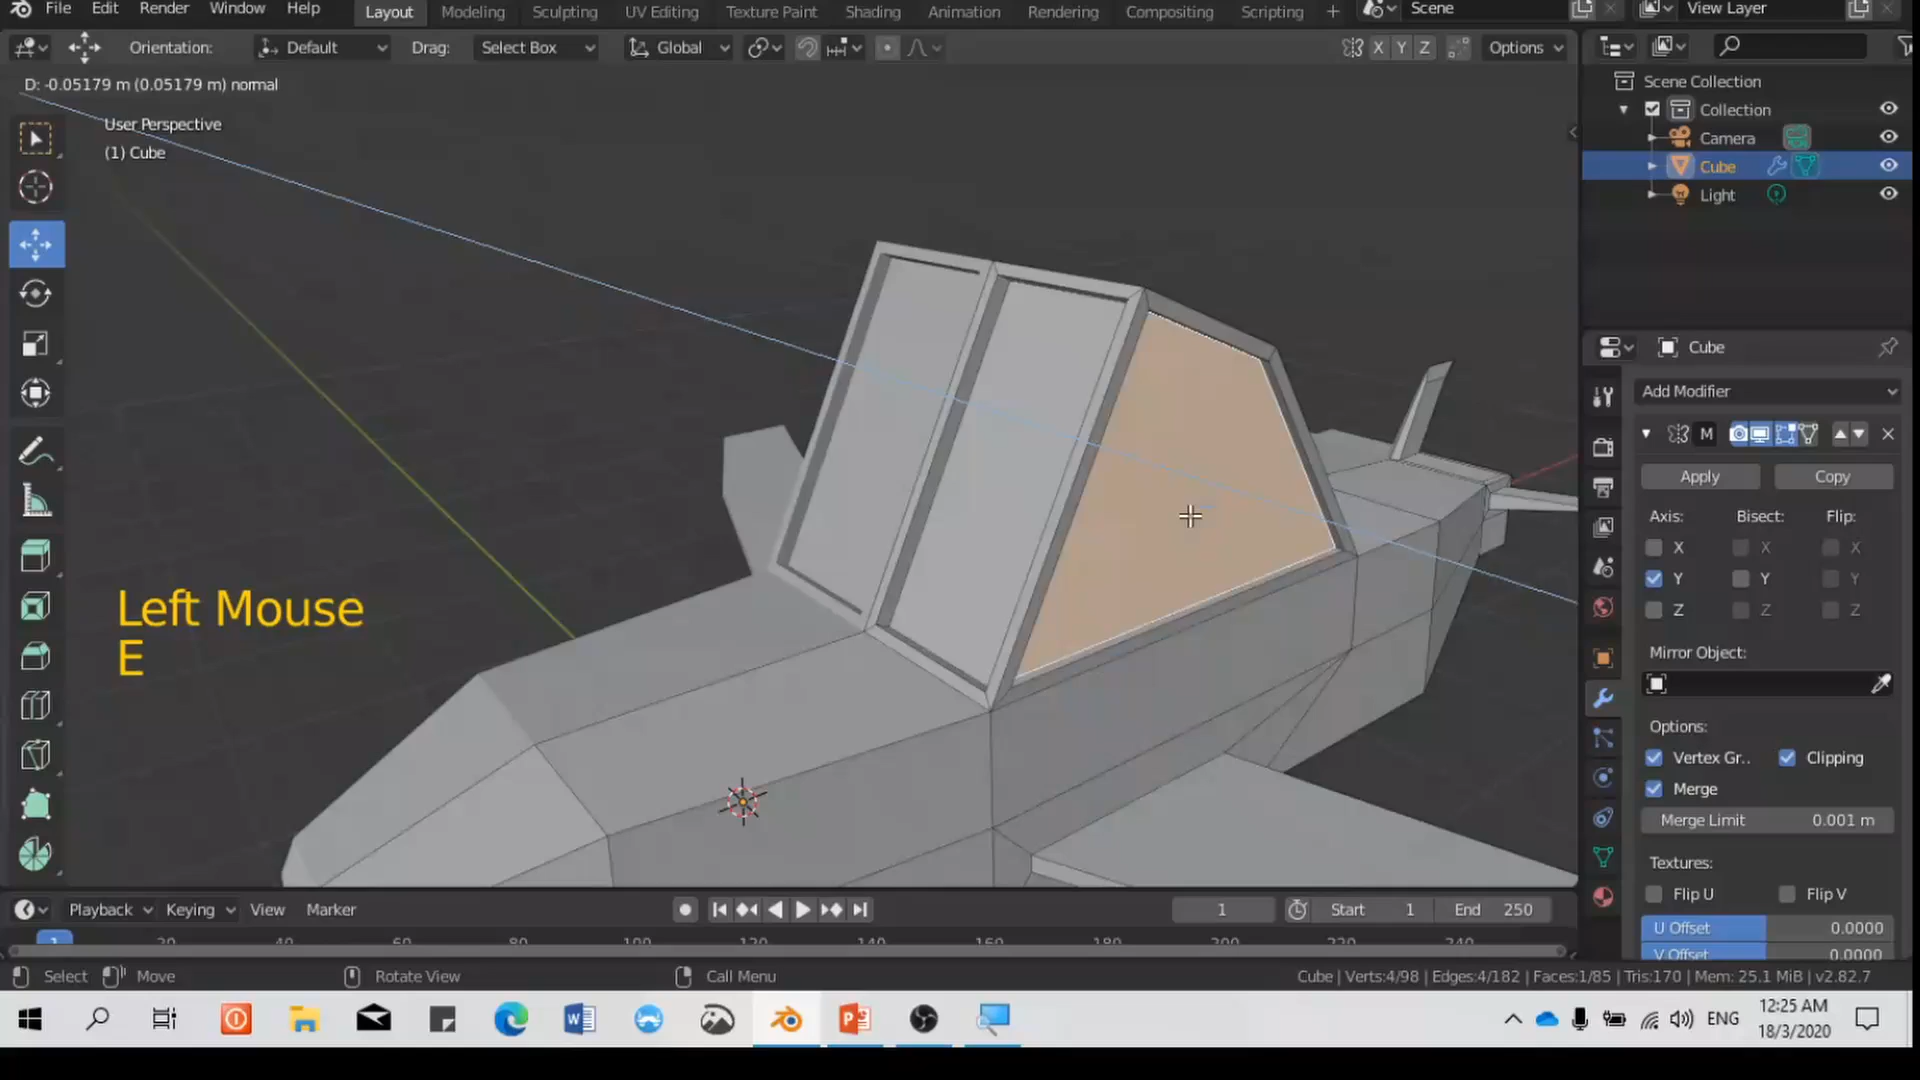 File Edit Render Window Help Layout Modeling Sculpting UV Editing Texture Paint Shading Animation Rendering Compositing Scripting + Scene View Layer
Orientation: Default Drag: Select Box Global X Y Z Options
D: -0.05179 m (0.05179 m) normal
User Perspective
(1) Cube
Scene Collection
Collection
Camera
Cube
Light
Cube
Add Modifier
M
Apply Copy
Axis: Bisect: Flip:
X X X
Y Y Y
Z Z Z
Mirror Object:
Options:
Vertex Gr.. Clipping
Merge
Merge Limit 0.001 m
Textures:
Flip U Flip V
U Offset 0.0000
V Offset 0.0000
Left Mouse
E
Playback Keying View Marker 1 Start 1 End 250
1 20 40 60 80 100 120 140 160 180 200 220 240
Select Move Rotate View Call Menu Cube | Verts:4/98 | Edges:4/182 | Faces:1/85 | Tris:170 | Mem: 25.1 MiB | v2.82.7
ENG 12:25 AM
18/3/2020